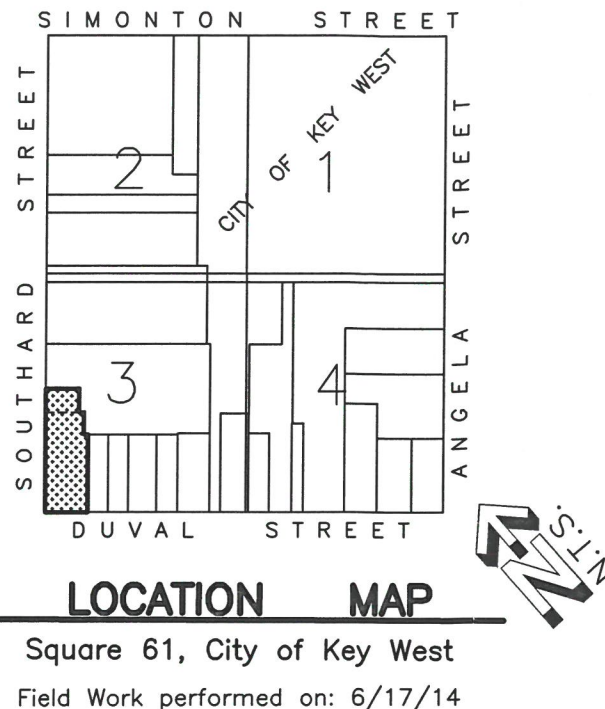 SIMONTON STREET
SOUTHARD STREET
ANGELA STREET
CITY OF KEY WEST
2
1
3
4
DUVAL STREET
N
N.T.S.
LOCATION MAP
Square 61, City of Key West
Field Work performed on: 6/17/14